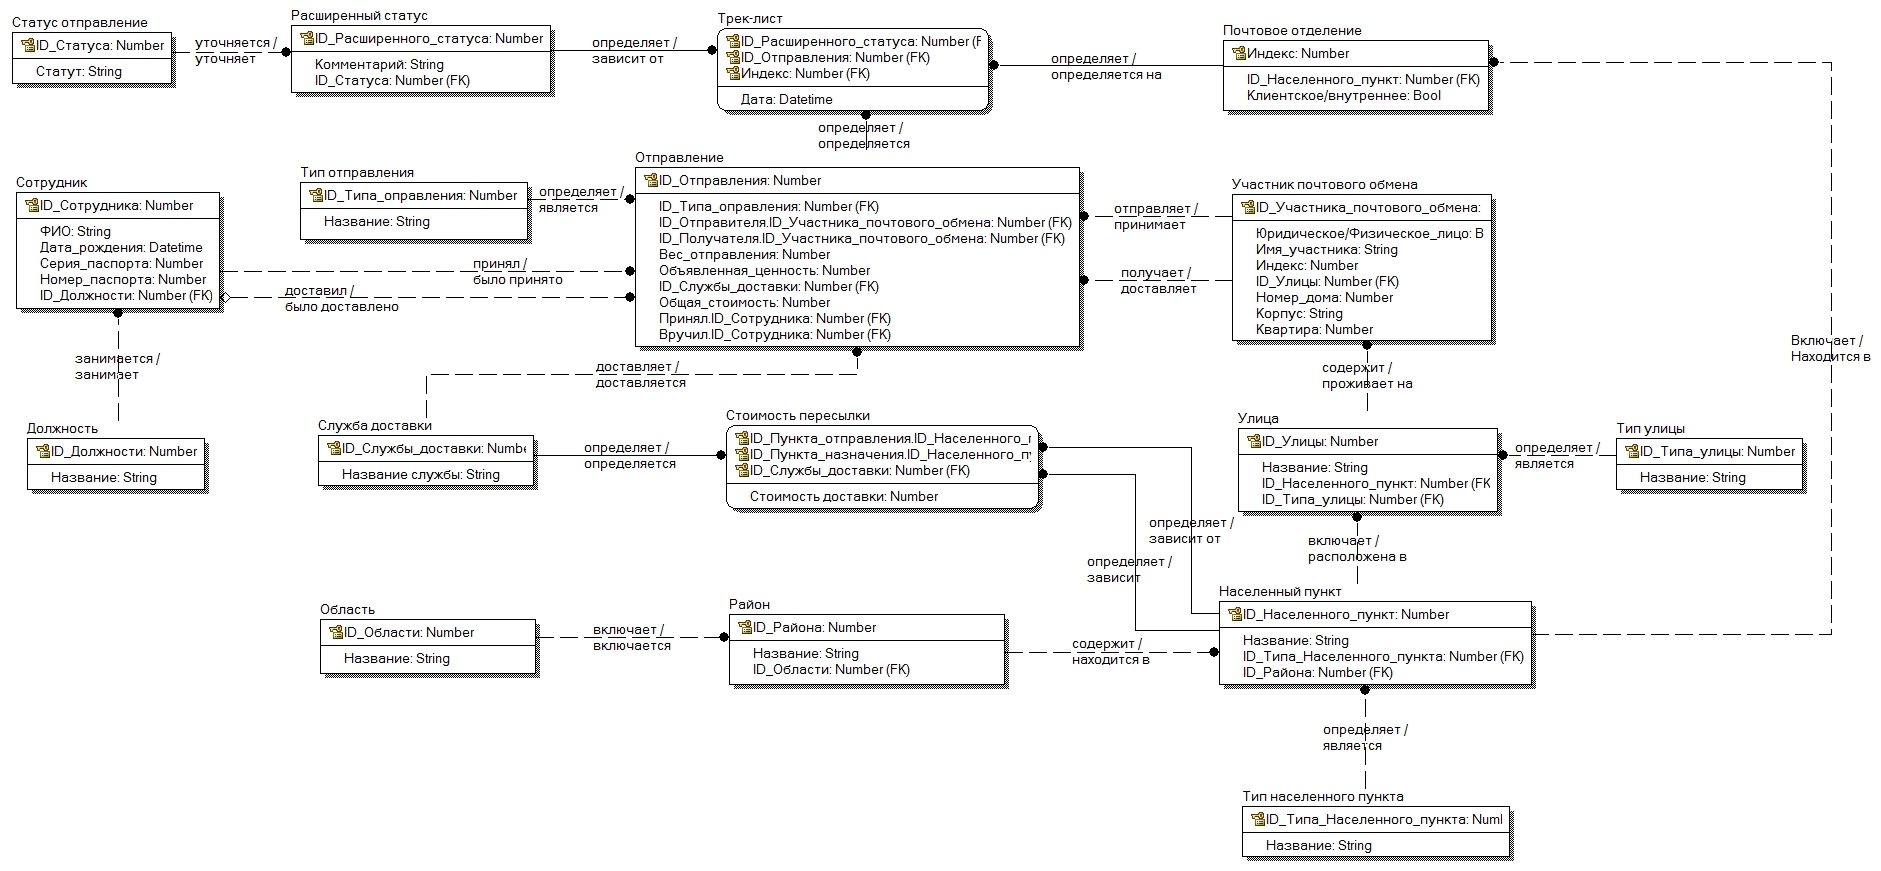 Статус отправление
ID_Статуса: Number
Статут: String
уточняется /
уточняет
Расширенный статус
ID_Расширенного_статуса: Number
Комментарий: String
ID_Статуса: Number (FK)
определяет /
зависит от
Трек-лист
ID_Расширенного_статуса: Number (F
ID_Отправления: Number (FK)
Индекс: Number (FK)
Дата: Datetime
определяет /
определяется на
Почтовое отделение
Индекс: Number
ID_Населенного_пункт: Number (FK)
Клиентское/внутреннее: Bool
определяет /
определяется
Сотрудник
ID_Сотрудника: Number
ФИО: String
Дата_рождения: Datetime
Серия_паспорта: Number
Номер_паспорта: Number
ID_Должности: Number (FK)
Тип отправления
ID_Типа_оправления: Number
Название: String
определяет /
является
принял /
было принято
доставил /
было доставлено
Отправление
ID_Отправления: Number
ID_Типа_оправления: Number (FK)
ID_Отправителя.ID_Участника_почтового_обмена: Number (FK)
ID_Получателя.ID_Участника_почтового_обмена: Number (FK)
Вес_отправления: Number
Объявленная_ценность: Number
ID_Службы_доставки: Number (FK)
Общая_стоимость: Number
Принял.ID_Сотрудника: Number (FK)
Вручил.ID_Сотрудника: Number (FK)
отправляет /
принимает
получает /
доставляет
Участник почтового обмена
ID_Участника_почтового_обмена:
Юридическое/Физическое_лицо: B
Имя_участника: String
Индекс: Number
ID_Улицы: Number (FK)
Номер_дома: Number
Корпус: String
Квартира: Number
Включает /
Находится в
занимается /
занимает
доставляет /
доставляется
содержит /
проживает на
Должность
ID_Должности: Number
Название: String
Служба доставки
ID_Службы_доставки: Numbe
Название службы: String
определяет /
определяется
Стоимость пересылки
ID_Пункта_отправления.ID_Населенного_г
ID_Пункта_назначения.ID_Населенного_п
ID_Службы_доставки: Number (FK)
Стоимость доставки: Number
Улица
ID_Улицы: Number
Название: String
ID_Населенного_пункт: Number (FK
ID_Типа_улицы: Number (FK)
определяет /
является
Тип улицы
ID_Типа_улицы: Number
Название: String
определяет /
зависит от
определяет /
зависит
включает /
расположена в
Область
ID_Области: Number
Название: String
включает /
включается
Район
ID_Района: Number
Название: String
ID_Области: Number (FK)
содержит /
находится в
Населенный пункт
ID_Населенного_пункт: Number
Название: String
ID_Типа_Населенного_пункта: Number (FK)
ID_Района: Number (FK)
определяет /
является
Тип населенного пункта
ID_Типа_Населенного_пункта: Numl
Название: String